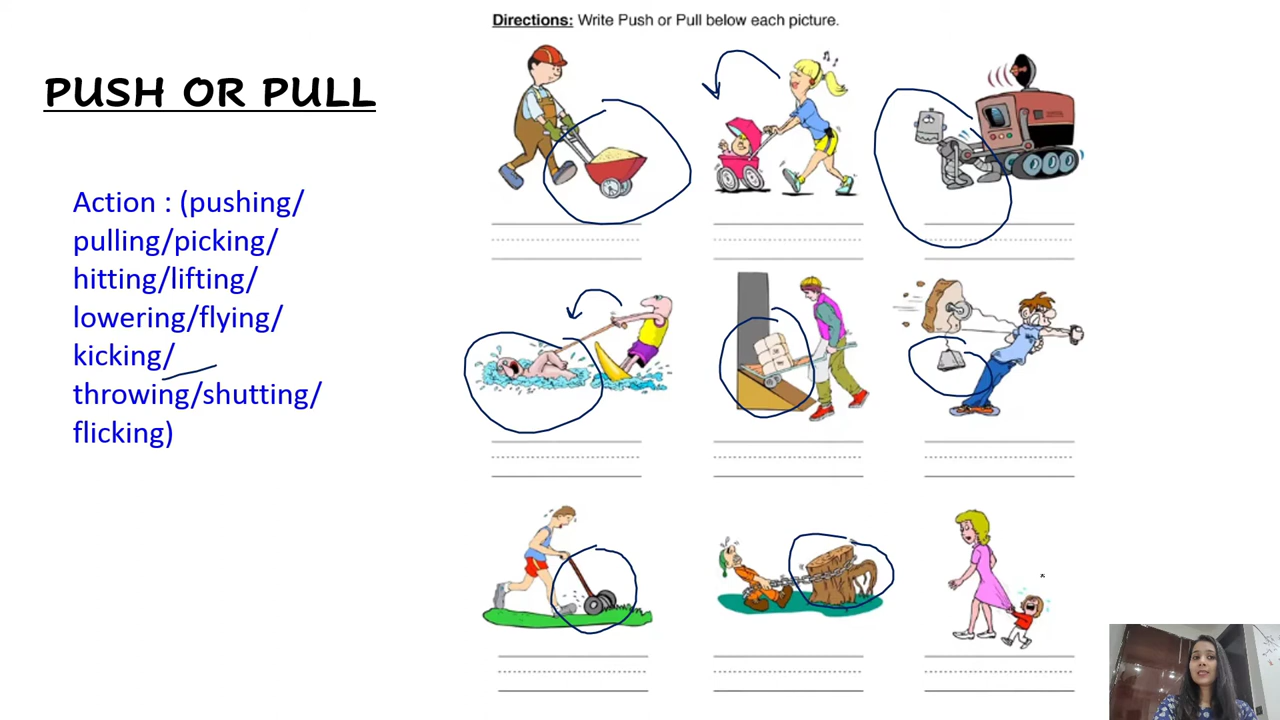 Directions: Write Push or Pull below each picture.
PUSH OR PULL
Action : (pushing/
pulling/picking/
hitting/lifting/
lowering/flying/
kicking/
throwing/shutting/
flicking)